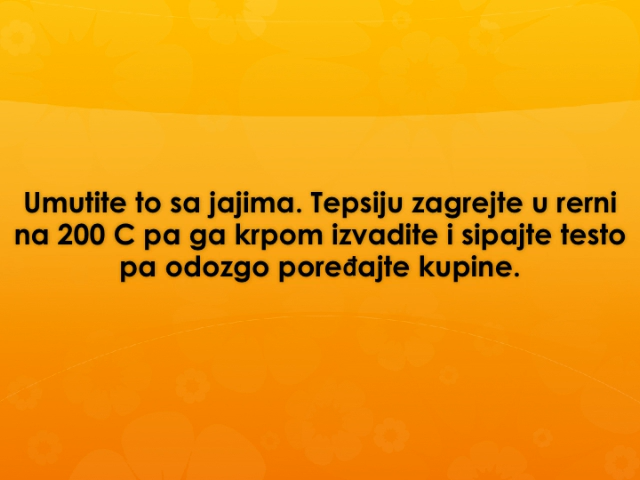 Umutite to sa jajima. Tepsiju zagrejte u rerni
na 200 C pa ga krpom izvadite i sipajte testo
pa odozgo poređajte kupine.